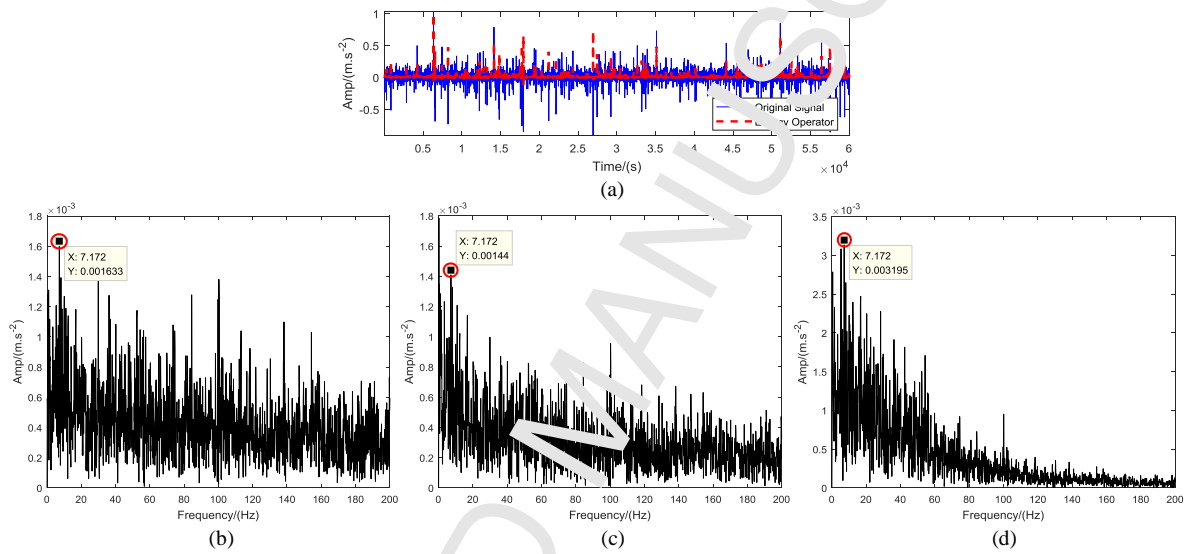 1
0.5
0
-0.5
Amp/(m.s-2)
Original Signal
Operator
0.5 1 1.5 2 2.5 3 3.5 4 4.5 5 5.5 6
Time/(s)
× 10^4
(a)
× 10^-3
1.8
1.6
1.4
1.2
1
0.8
0.6
0.4
0.2
0
Amp/(m.s-2)
X: 7.172
Y: 0.001633
0 20 40 60 80 100 120 140 160 180 200
Frequency/(Hz)
(b)
× 10^-3
1.8
1.6
1.4
1.2
1
0.8
0.6
0.4
0.2
0
Amp/(m.s-2)
X: 7.172
Y: 0.00144
0 20 40 60 80 100 120 140 160 180 200
Frequency/(Hz)
(c)
× 10^-3
3.5
3
2.5
2
1.5
1
0.5
0
Amp/(m.s-2)
X: 7.172
Y: 0.003195
0 20 40 60 80 100 120 140 160 180 200
Frequency/(Hz)
(d)
D MANUSC